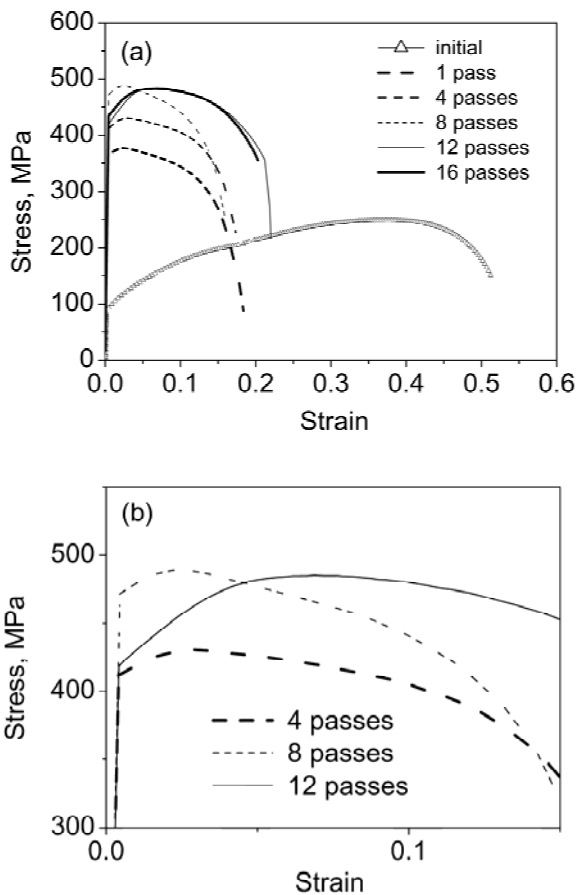 600
(a)
initial
1 pass
500
4 passes
8 passes
400
12 passes
16 passes
300
200
100
0
0.0 0.1 0.2 0.3 0.4 0.5 0.6
Stress, MPa
Strain
(b)
500
400
4 passes
8 passes
12 passes
300
0.0 0.1
Stress, MPa
Strain